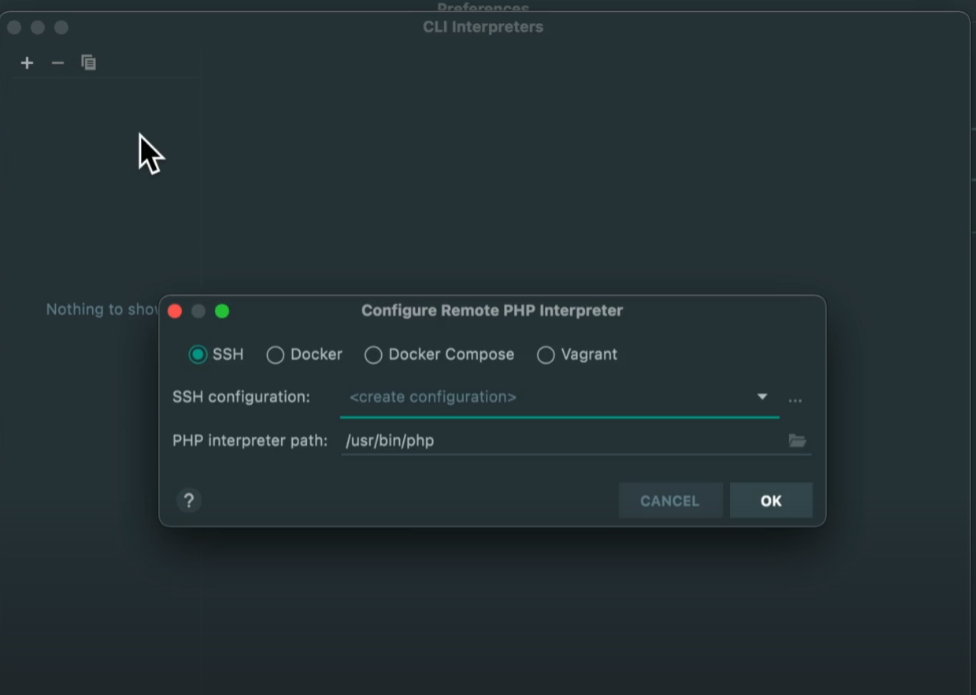 Preferences
CLI Interpreters
Nothing to show
Configure Remote PHP Interpreter
SSH Docker Docker Compose Vagrant
SSH configuration: <create configuration> ...
PHP interpreter path: /usr/bin/php
? CANCEL OK